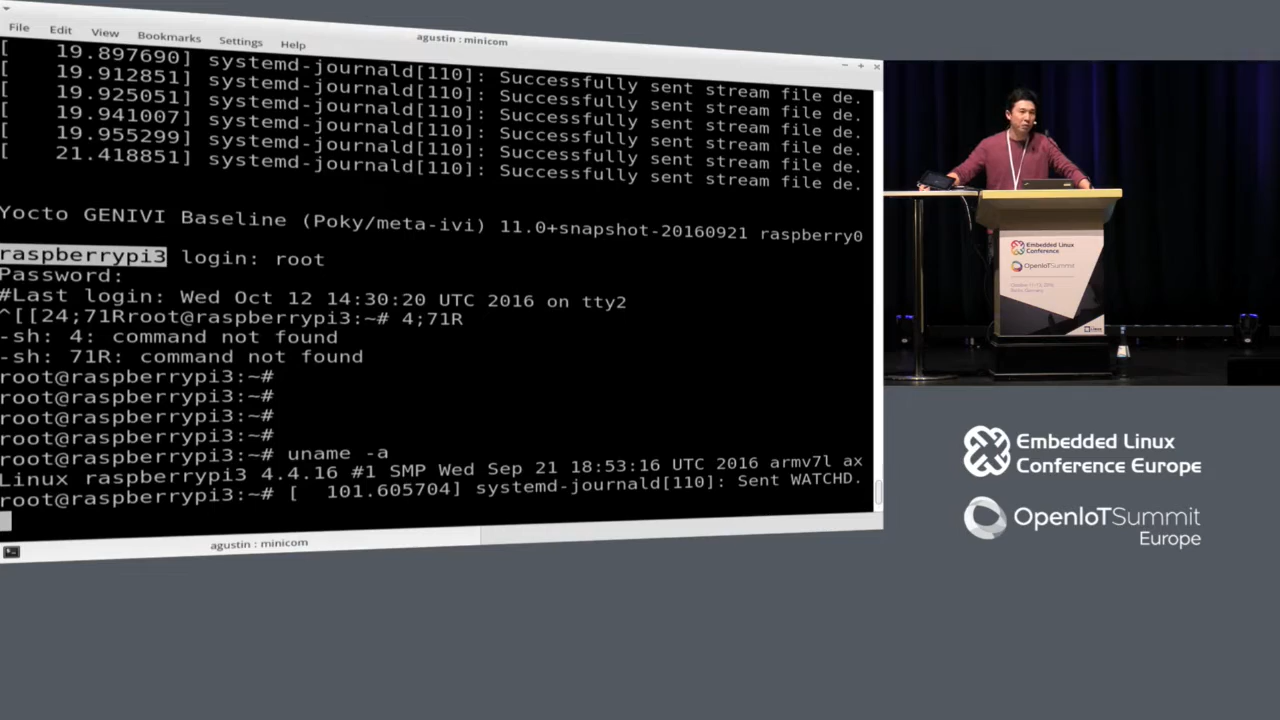 File Edit View Bookmarks Settings Help
agustin : minicom
[ 19.897690] systemd-journald[110]: Successfully sent stream file de.
[ 19.912851] systemd-journald[110]: Successfully sent stream file de.
[ 19.925051] systemd-journald[110]: Successfully sent stream file de.
[ 19.941007] systemd-journald[110]: Successfully sent stream file de.
[ 19.955299] systemd-journald[110]: Successfully sent stream file de.
[ 21.418851] systemd-journald[110]: Successfully sent stream file de.
Yocto GENIVI Baseline (Poky/meta-ivi) 11.0+snapshot-20160921 raspberry0
raspberrypi3 login: root
Password:
#Last login: Wed Oct 12 14:30:20 UTC 2016 on tty2
^[[24;71Rroot@raspberrypi3:~# 4;71R
-sh: 4: command not found
-sh: 71R: command not found
root@raspberrypi3:~#
root@raspberrypi3:~#
root@raspberrypi3:~#
root@raspberrypi3:~#
root@raspberrypi3:~# uname -a
Linux raspberrypi3 4.4.16 #1 SMP Wed Sep 21 18:53:16 UTC 2016 armv7l ax
root@raspberrypi3:~# [ 101.605704] systemd-journald[110]: Sent WATCHD.
agustin : minicom
Embedded Linux
Conference
OpenIoTSummit
Embedded Linux
Conference Europe
OpenIoTSummit
Europe